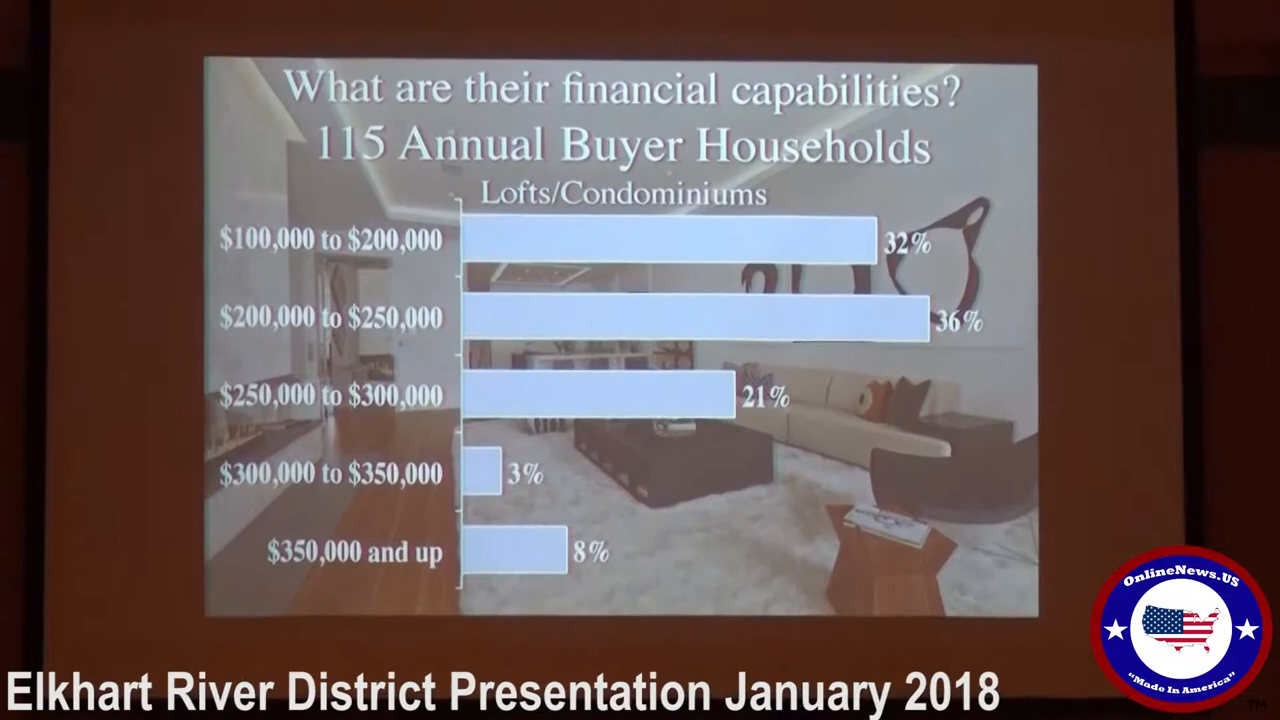 What are their financial capabilities?
115 Annual Buyer Households
Lofts/Condominiums
$100,000 to $200,000 32%
$200,000 to $250,000 36%
$250,000 to $300,000 21%
$300,000 to $350,000 3%
$350,000 and up 8%
OnlineNews.US
"Made In America"
TM
Elkhart River District Presentation January 2018